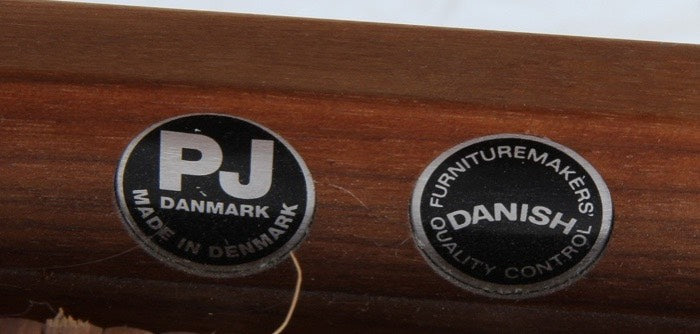 PJ
DANMARK
MADE IN DENMARK
FURNITUREMAKERS'
DANISH
QUALITY CONTROL